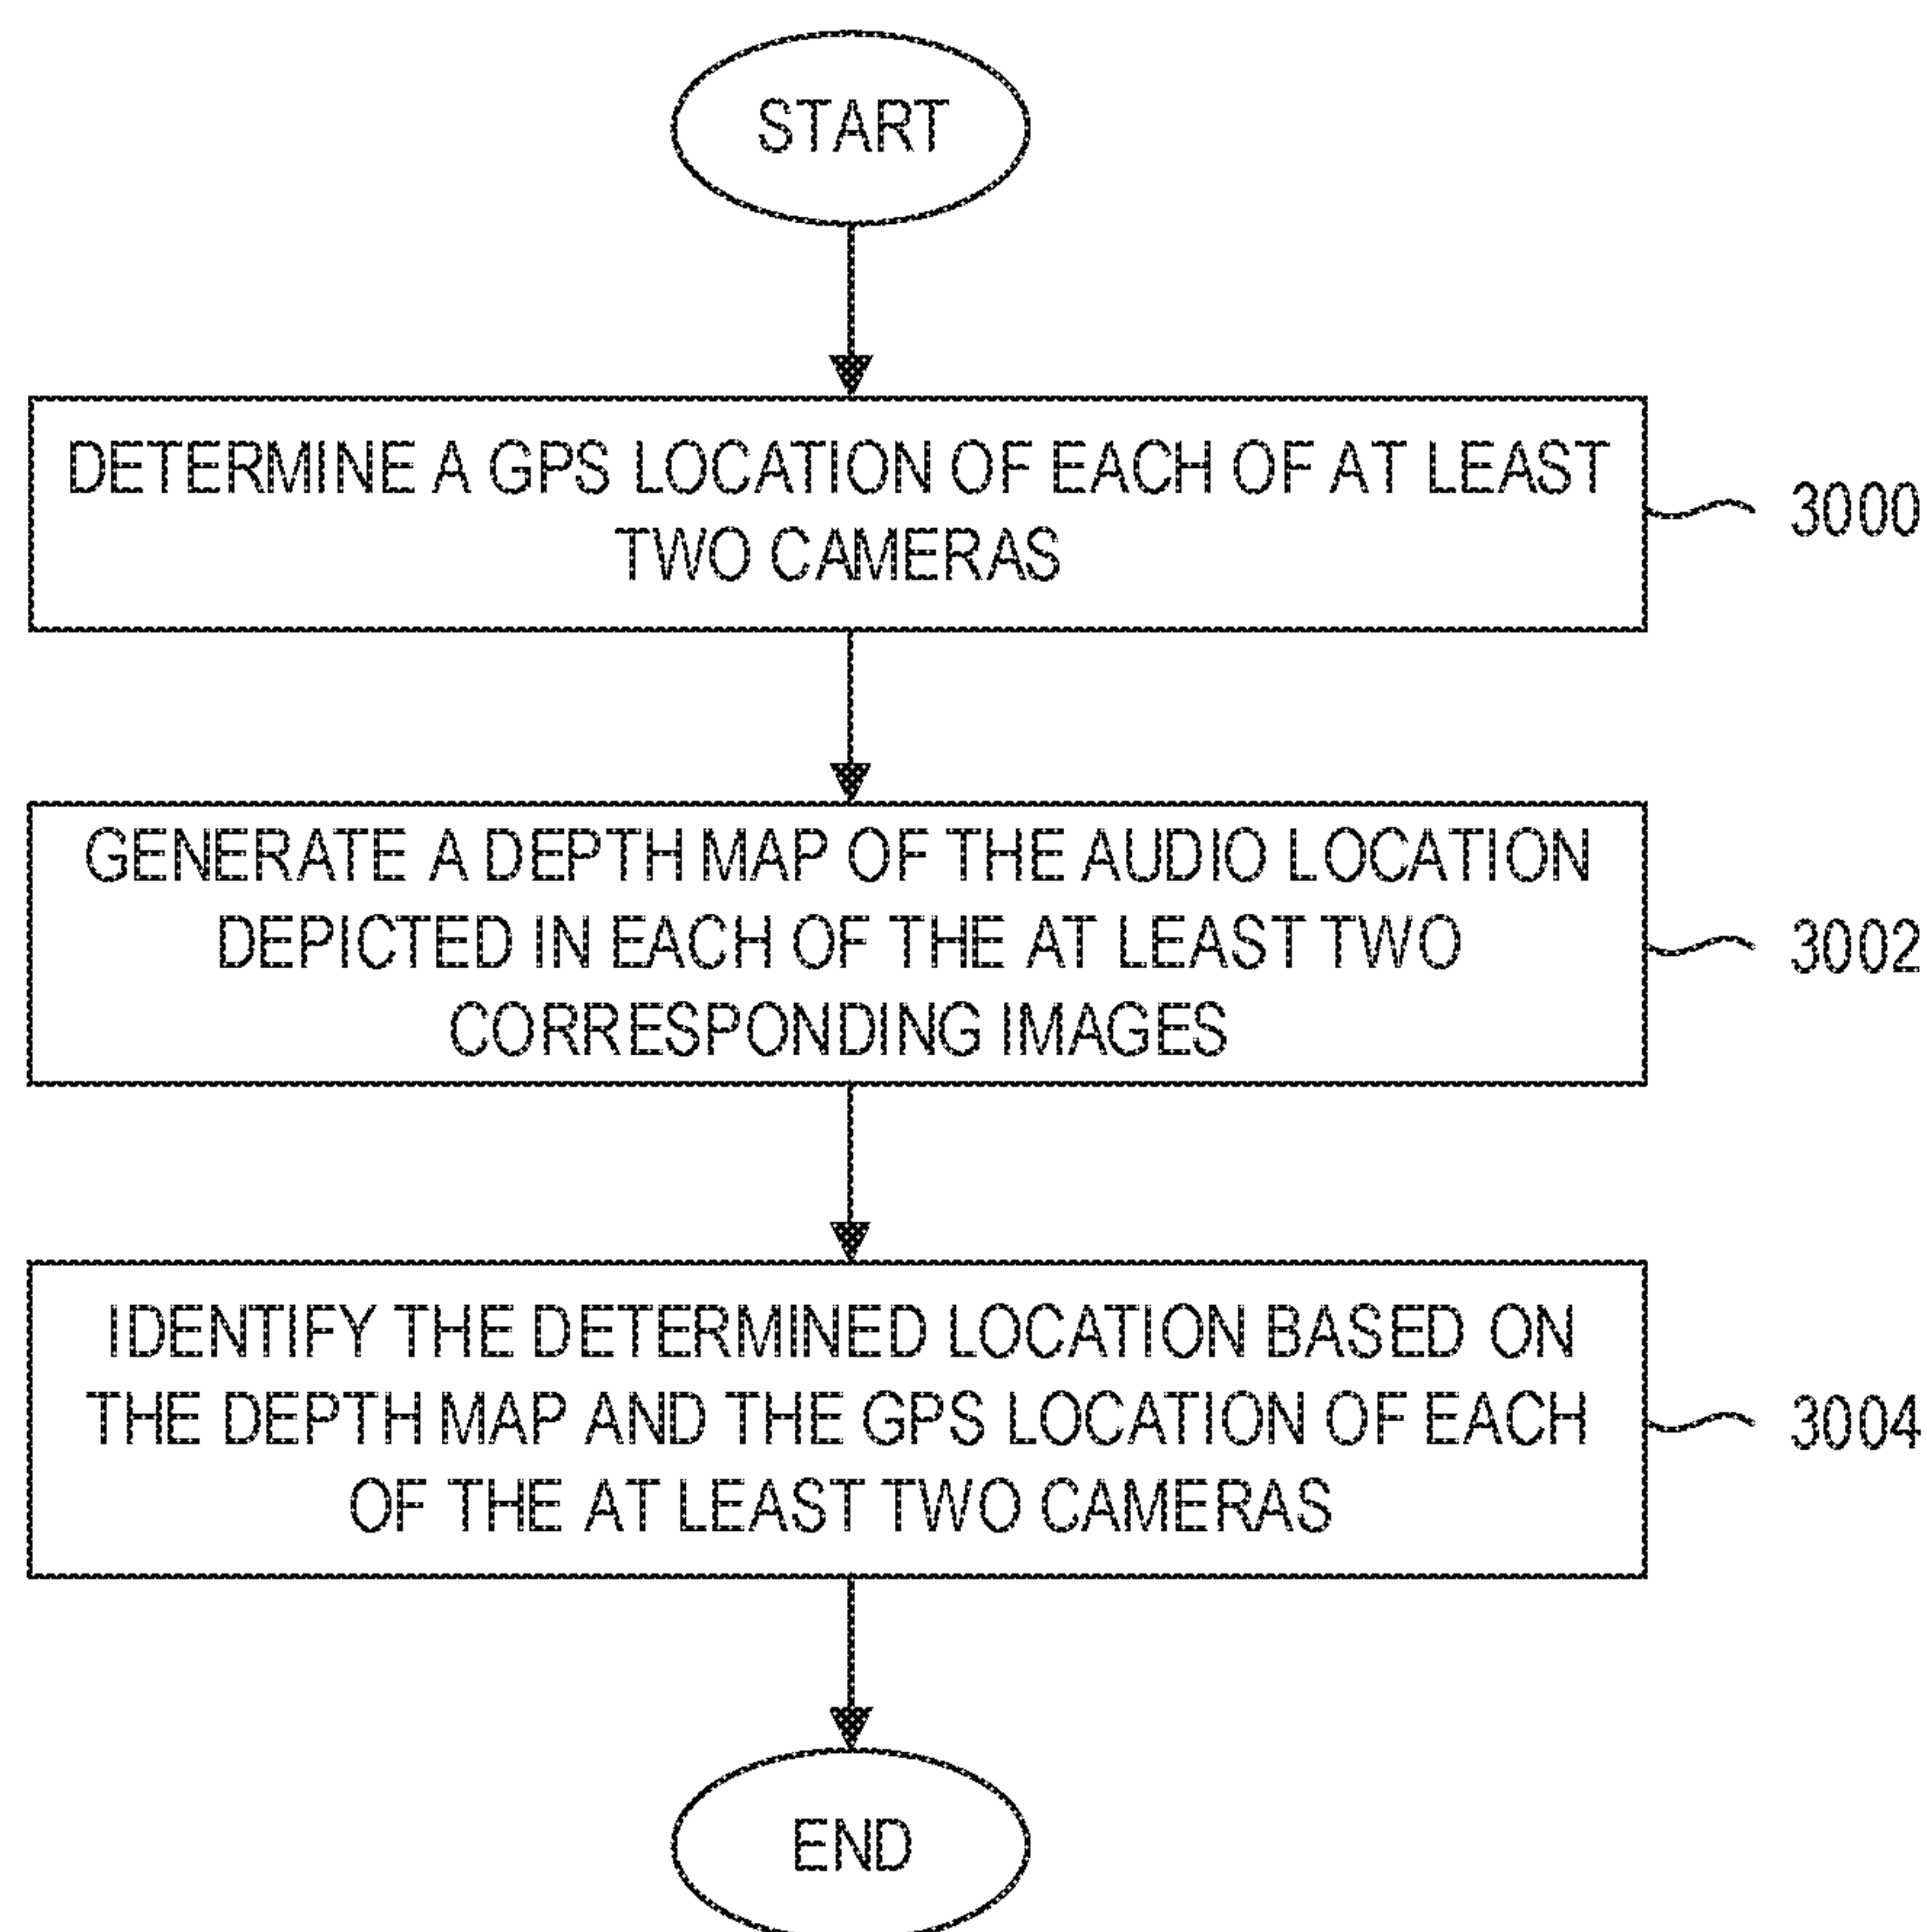 START
DETERMINE A GPS LOCATION OF EACH OF AT LEAST
TWO CAMERAS
3000
GENERATE A DEPTH MAP OF THE AUDIO LOCATION
DEPICTED IN EACH OF THE AT LEAST TWO
CORRESPONDING IMAGES
3002
IDENTIFY THE DETERMINED LOCATION BASED ON
THE DEPTH MAP AND THE GPS LOCATION OF EACH
OF THE AT LEAST TWO CAMERAS
3004
END